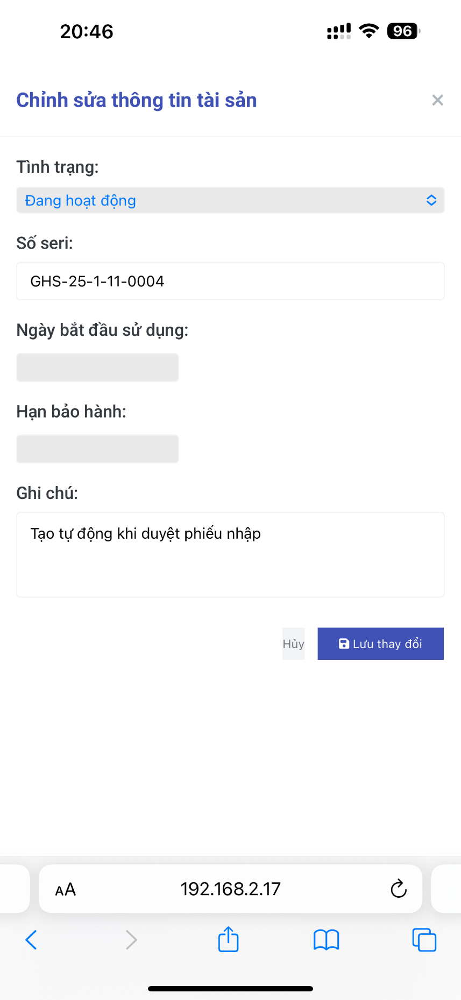 20:46
96
Chỉnh sửa thông tin tài sản
Tình trạng:
Đang hoạt động
Số seri:
GHS-25-1-11-0004
Ngày bắt đầu sử dụng:
Hạn bảo hành:
Ghi chú:
Tạo tự động khi duyệt phiếu nhập
Hủy
Lưu thay đổi
AA
192.168.2.17